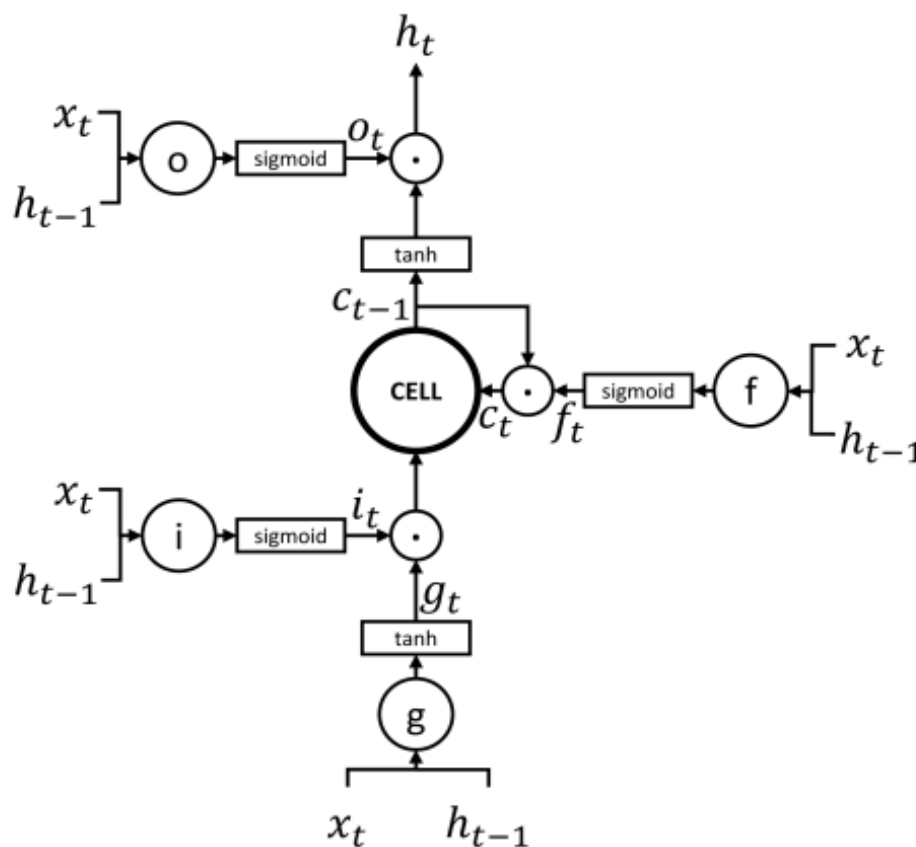 h_t
x_t
o sigmoid o_t ·
h_{t-1}
tanh
c_{t-1}
x_t
CELL c_t · f_t sigmoid f
h_{t-1}
x_t
i sigmoid i_t ·
h_{t-1}
g_t
tanh
g
x_t h_{t-1}